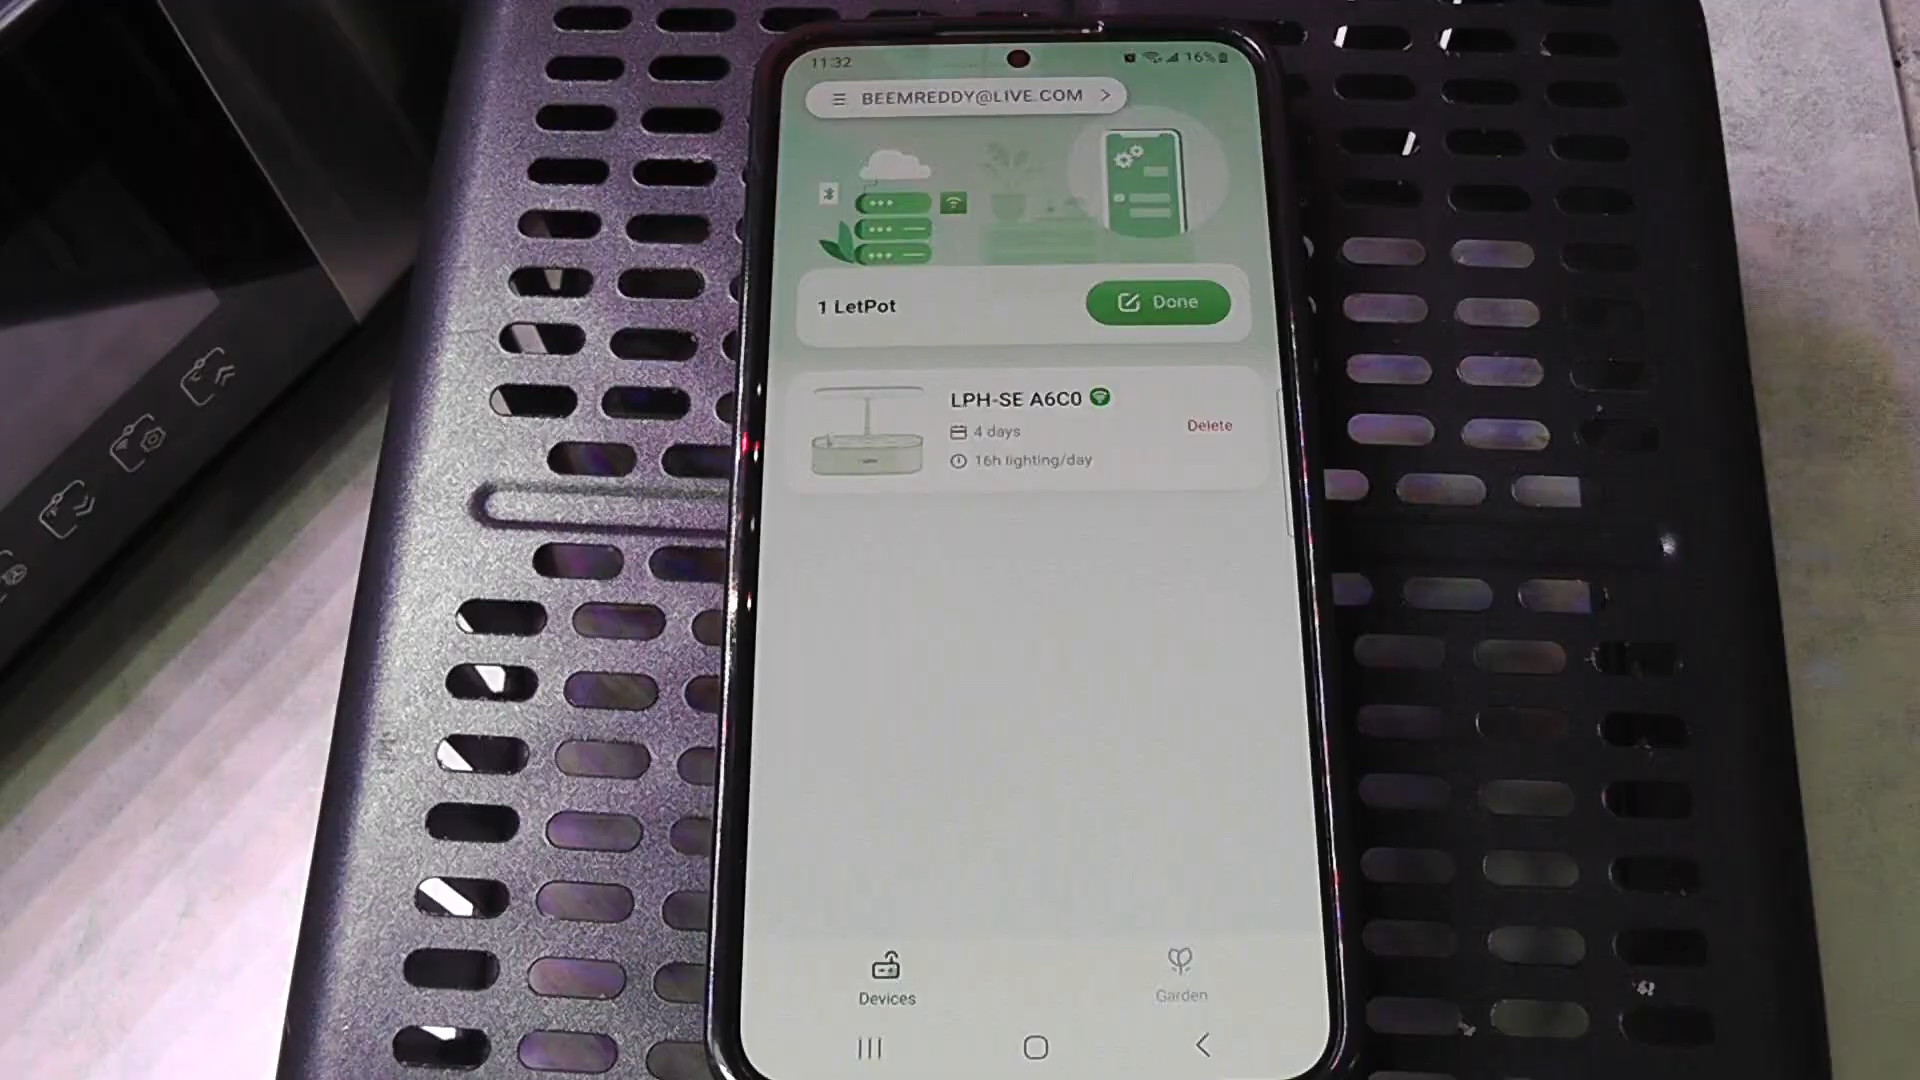 11:32
16%
BEEMREDDY@LIVE.COM
1 LetPot
Done
LPH-SE A6C0
4 days
Delete
16h lighting/day
Devices
Garden